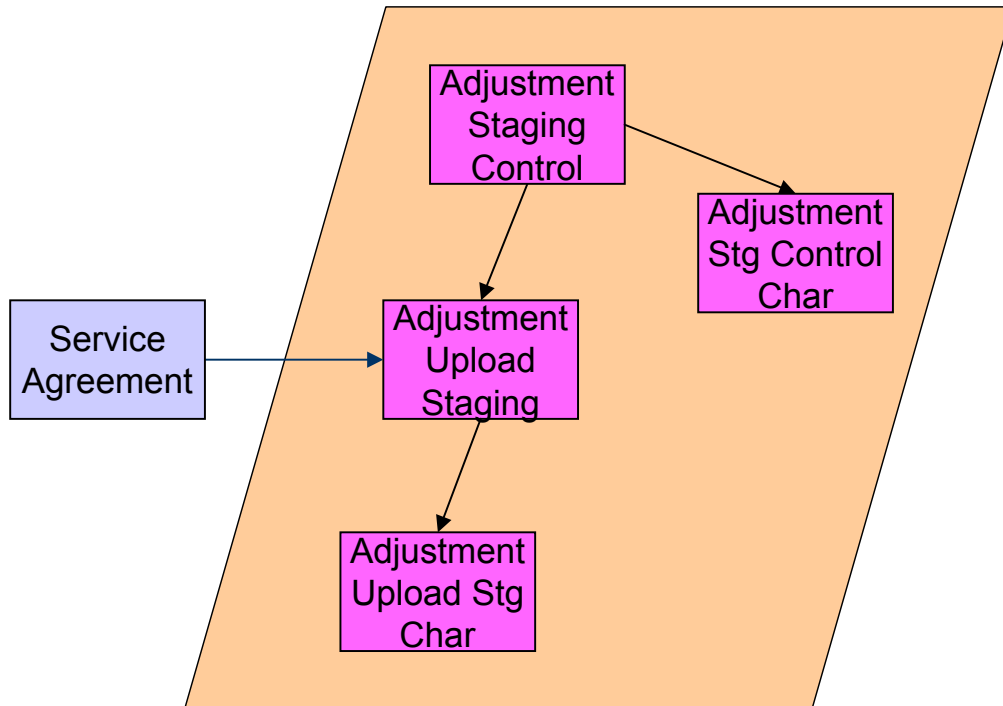 Adjustment
Staging
Control
Adjustment
Stg Control
Char
Service
Agreement
Adjustment
Upload
Staging
Adjustment
Upload Stg
Char